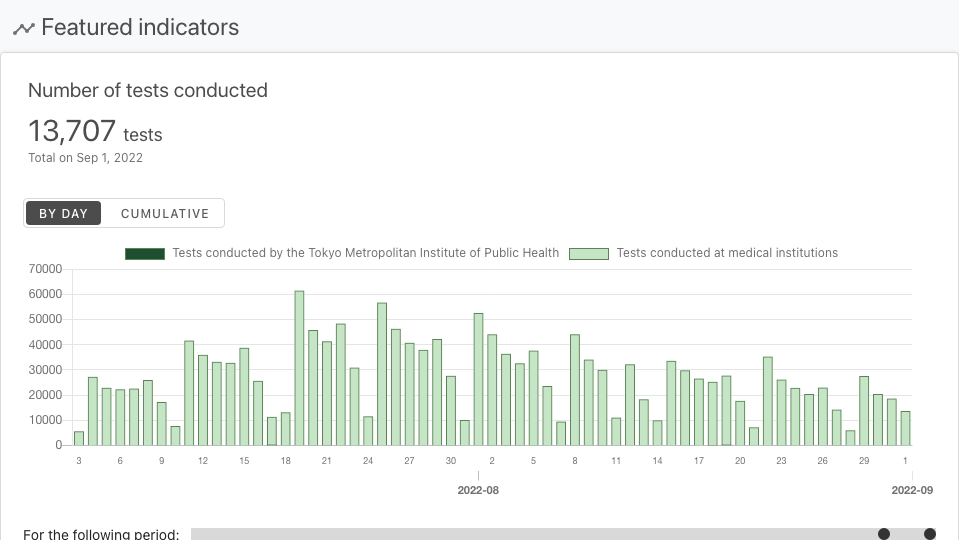 Featured indicators
Number of tests conducted
13,707 tests
Total on Sep 1, 2022
BY DAY CUMULATIVE
Tests conducted by the Tokyo Metropolitan Institute of Public Health Tests conducted at medical institutions
70000
60000
50000
40000
30000
20000
10000
0
3 6 9 12 15 18 21 24 27 30 2 5 8 11 14 17 20 23 26 29 1
2022-08 2022-09
For the following period: